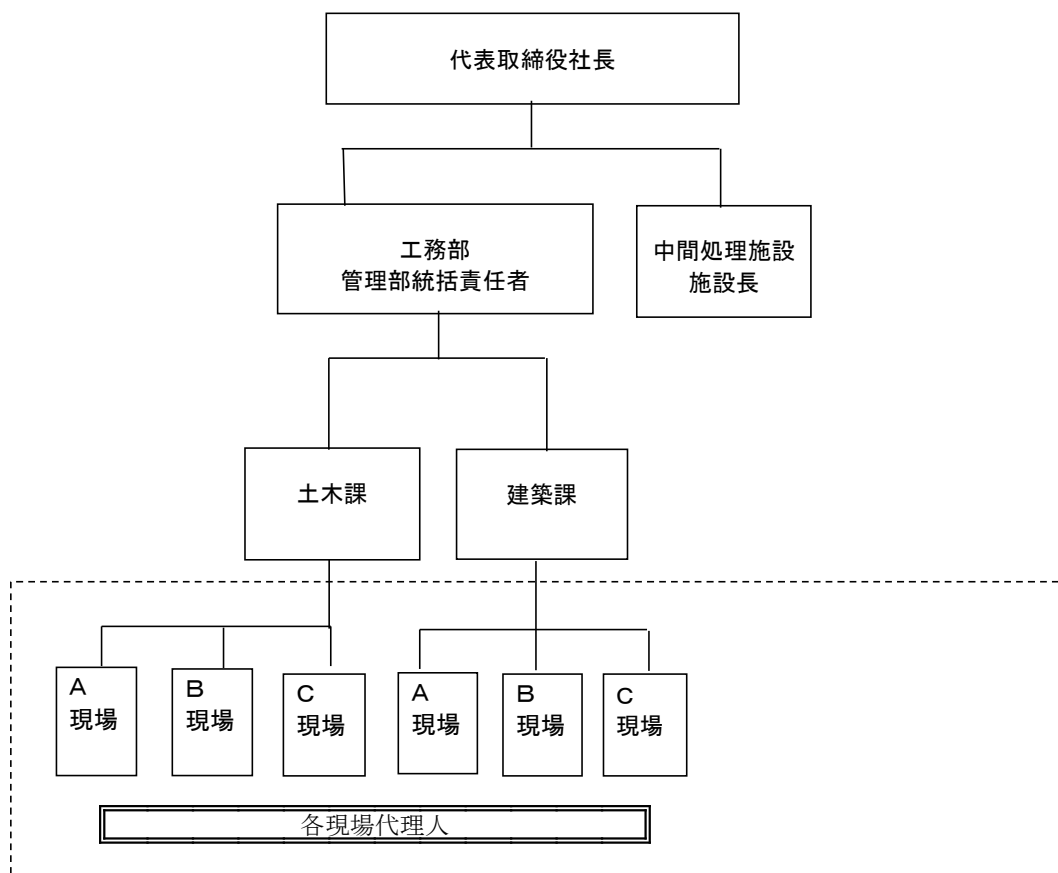 代表取締役社長
工務部
管理部統括責任者
中間処理施設
施設長
土木課
建築課
A
現場
B
現場
C
現場
A
現場
B
現場
C
現場
各現場代理人